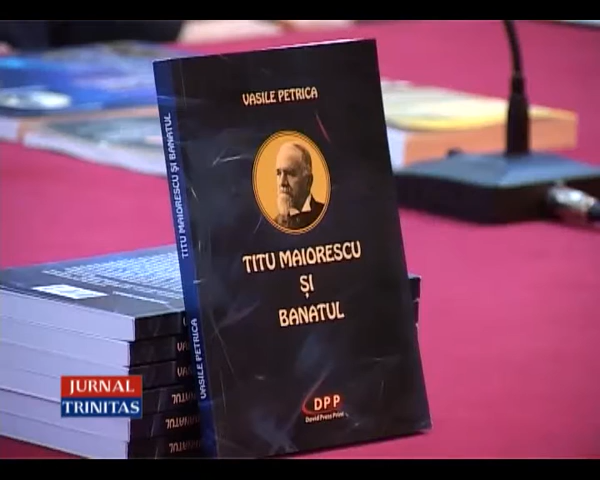 VASILE PETRICA
TITU MAIORESCU
ȘI
BANATUL
DPP
David Press Print
TITU MAIORESCU ȘI BANATUL
VASILE PETRICA
JURNAL
TRINITAS